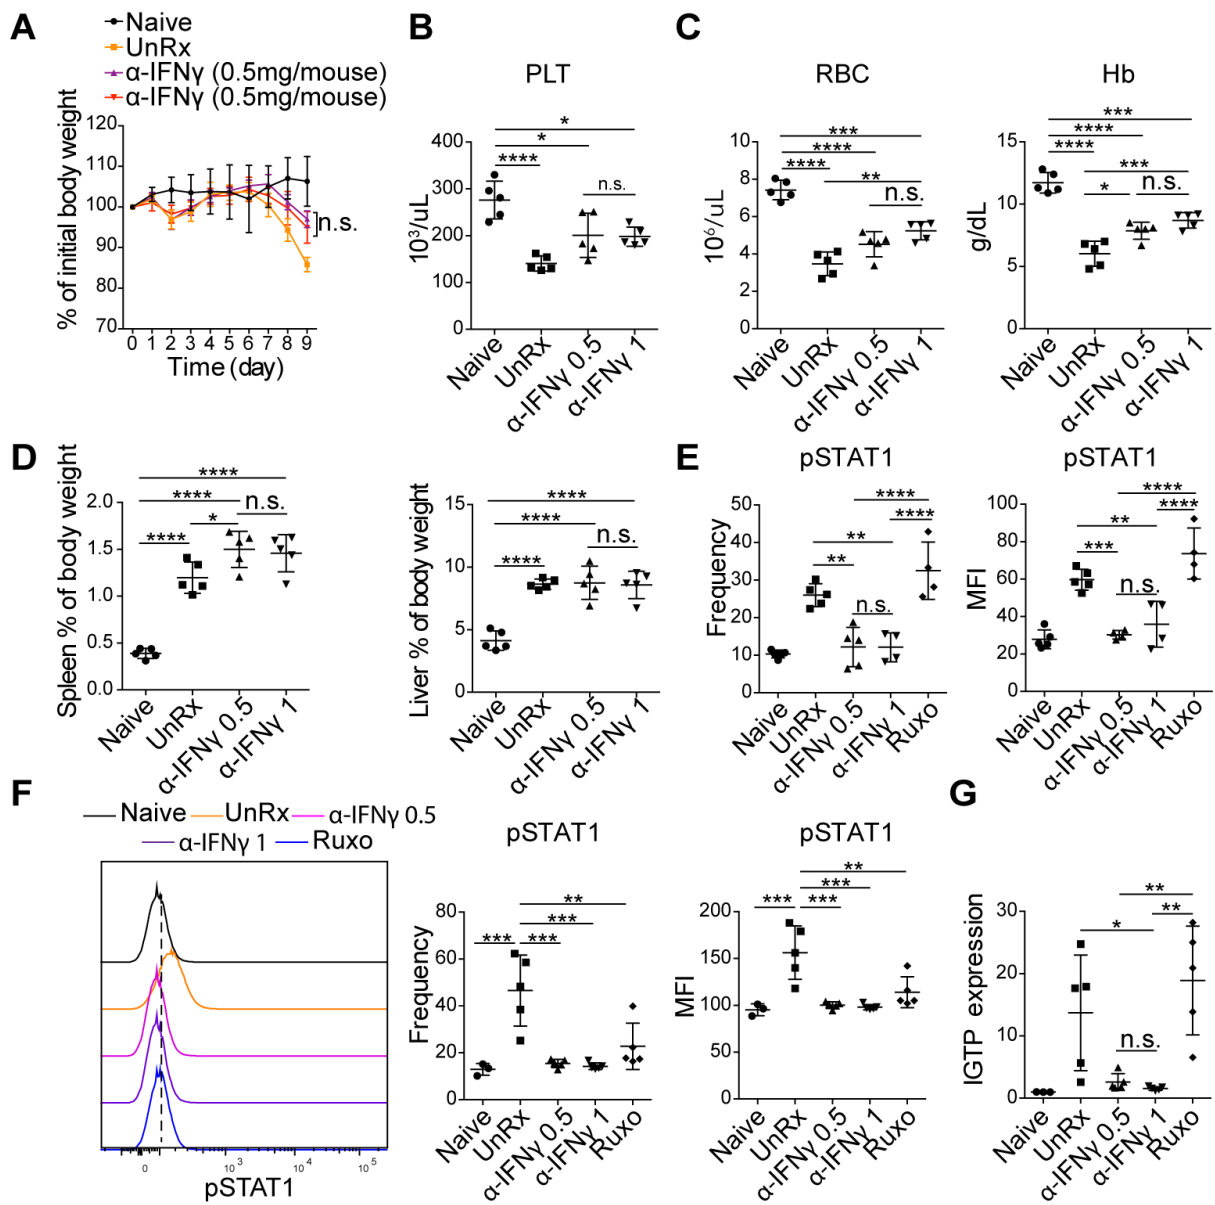 A
Naive
UnRx
α-IFNγ (0.5mg/mouse)
α-IFNγ (0.5mg/mouse)
% of initial body weight
120
110
100
90
80
70
n.s.
0 1 2 3 4 5 6 7 8 9
Time (day)
B
PLT
10³/uL
400
300
200
100
0
*
*
****
n.s.
Naive
UnRx
α-IFNγ 0.5
α-IFNγ 1
C
RBC
10⁶/uL
10
8
6
4
2
0
***
****
****
**
n.s.
Naive
UnRx
α-IFNγ 0.5
α-IFNγ 1
Hb
g/dL
15
10
5
0
***
****
****
***
*
n.s.
Naive
UnRx
α-IFNγ 0.5
α-IFNγ 1
D
Spleen % of body weight
2.0
1.5
1.0
0.5
0.0
****
****
****
*
n.s.
Naive
UnRx
α-IFNγ 0.5
α-IFNγ 1
Liver % of body weight
15
10
5
0
****
****
****
n.s.
Naive
UnRx
α-IFNγ 0.5
α-IFNγ 1
E
pSTAT1
Frequency
50
40
30
20
10
0
****
****
**
**
n.s.
Naive
UnRx
α-IFNγ 0.5
α-IFNγ 1
Ruxo
pSTAT1
MFI
100
80
60
40
20
0
****
****
**
***
n.s.
Naive
UnRx
α-IFNγ 0.5
α-IFNγ 1
Ruxo
F
Naive UnRx α-IFNγ 0.5
α-IFNγ 1 Ruxo
0 10³ 10⁴ 10⁵
pSTAT1
pSTAT1
Frequency
80
60
40
20
0
**
***
*** ***
Naive
UnRx
α-IFNγ 0.5
α-IFNγ 1
Ruxo
pSTAT1
MFI
200
150
100
50
0
**
***
*** ***
Naive
UnRx
α-IFNγ 0.5
α-IFNγ 1
Ruxo
G
IGTP expression
30
20
10
0
**
**
*
n.s.
Naive
UnRx
α-IFNγ 0.5
α-IFNγ 1
Ruxo